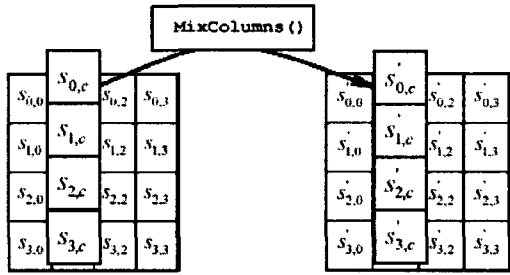 MixColumns()
s0,c s'0,c
s0,0 s0,2 s0,3 s'0,0 s'0,2 s'0,3
s1,c s'1,c
s1,0 s1,2 s1,3 s'1,0 s'1,2 s'1,3
s2,c s'2,c
s2,0 s2,2 s2,3 s'2,0 s'2,2 s'2,3
s3,c s'3,c
s3,0 s3,2 s3,3 s'3,0 s'3,2 s'3,3